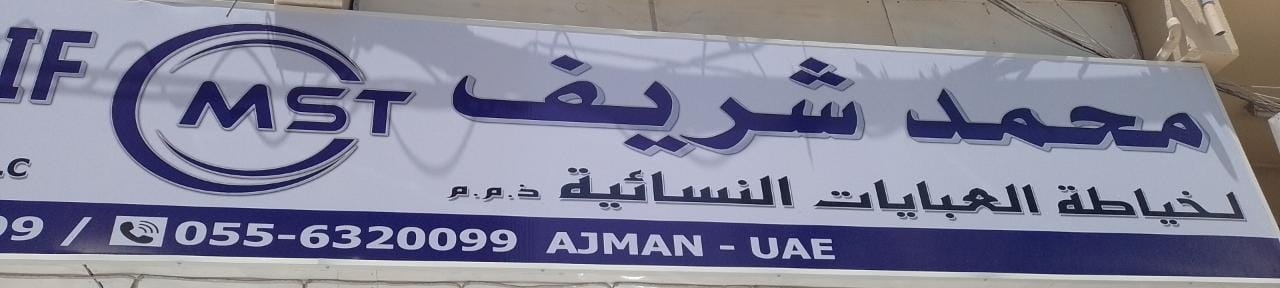 IF MST محمد شريف
لخياطة العبايات النسائية ذ.م.م
99 / 055-6320099 AJMAN - UAE